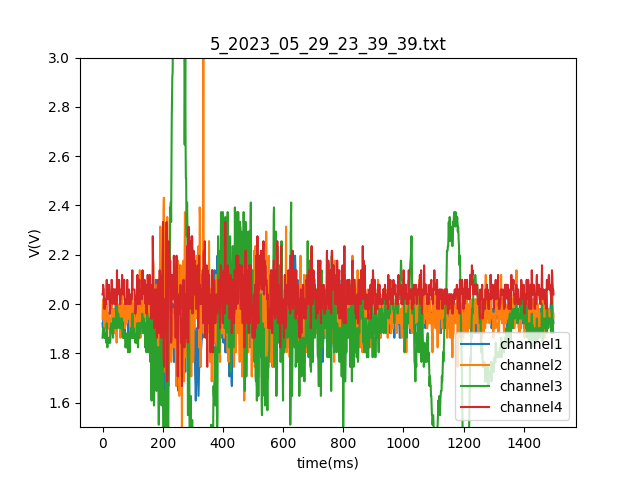 5_2023_05_29_23_39_39.txt
3.0
2.8
2.6
2.4
2.2
2.0
1.8
1.6
V(V)
channel1
channel2
channel3
channel4
0 200 400 600 800 1000 1200 1400
time(ms)